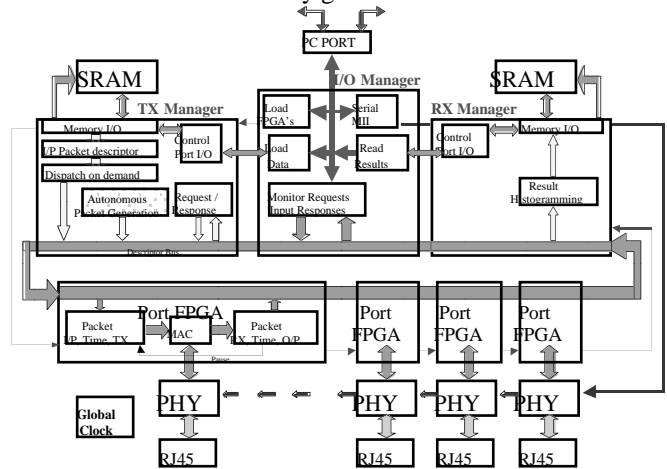 PC PORT
SRAM
I/O Manager
SRAM
TX Manager
RX Manager
Load
FPGA's
Serial
MII
Memory I/O
Control
Port I/O
Load
Data
Read
Results
Control
Port I/O
Memory I/O
I/P Packet descriptor
Dispatch on demand
Autonomous
Packet Generation
Request /
Response
Monitor Requests
Input Responses
Result
Histogramming
Descriptor Bus
Port FPGA
Packet
I/P, Time, TX
MAC
Packet
RX, Time, O/P
Pause
Port
FPGA
Port
FPGA
Port
FPGA
PHY
PHY
PHY
PHY
Global
Clock
RJ45
RJ45
RJ45
RJ45